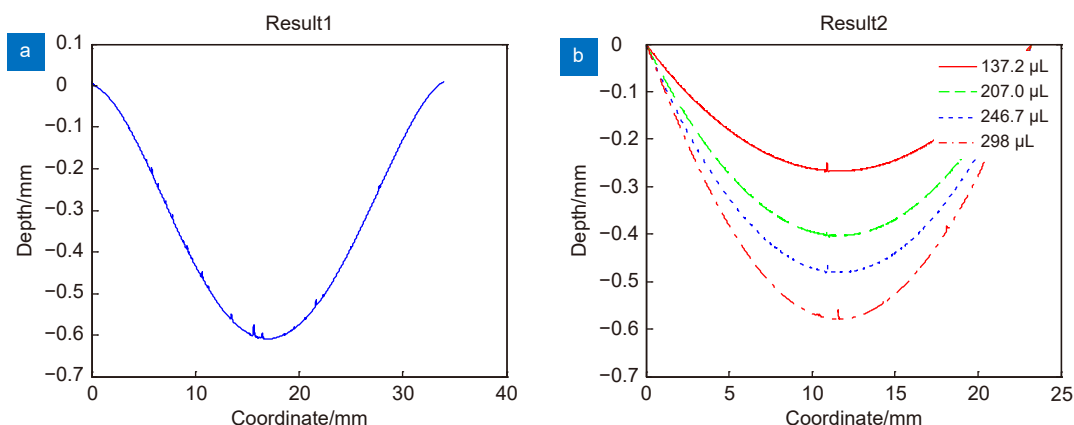 a
Result1
0.1
0
−0.1
−0.2
−0.3
−0.4
−0.5
−0.6
−0.7
Depth/mm
0 10 20 30 40
Coordinate/mm
b
Result2
0
−0.1
−0.2
−0.3
−0.4
−0.5
−0.6
−0.7
Depth/mm
137.2 µL
207.0 µL
246.7 µL
298 µL
0 5 10 15 20 25
Coordinate/mm